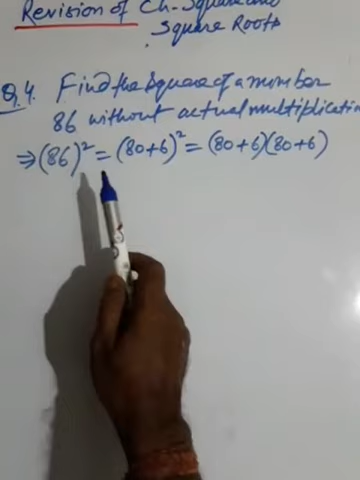 Revision of Ch-Square and
Square Roots
Q.4. Find the square of a number
86 without actual multiplication
⇒ (86)² = (80+6)² = (80+6)(80+6)